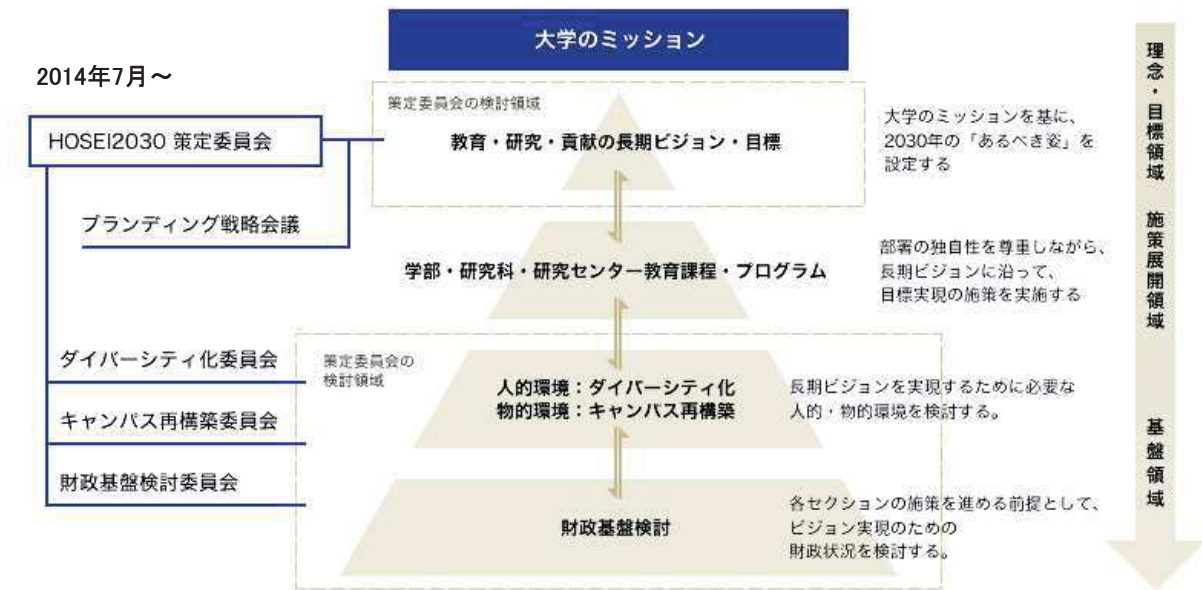 大学のミッション
2014年7月～
HOSEI2030 策定委員会
ブランディング戦略会議
ダイバーシティ化委員会
キャンパス再構築委員会
財政基盤検討委員会
策定委員会の検討領域
教育・研究・貢献の長期ビジョン・目標
大学のミッションを基に、
2030年の「あるべき姿」を
設定する
学部・研究科・研究センター教育課程・プログラム
部署の独自性を尊重しながら、
長期ビジョンに沿って、
目標実現の施策を実施する
策定委員会の
検討領域
人的環境：ダイバーシティ化
物的環境：キャンパス再構築
長期ビジョンを実現するために必要な
人的・物的環境を検討する。
財政基盤検討
各セクションの施策を進める前提として、
ビジョン実現のための
財政状況を検討する。
理念・目標領域
施策展開領域
基盤領域